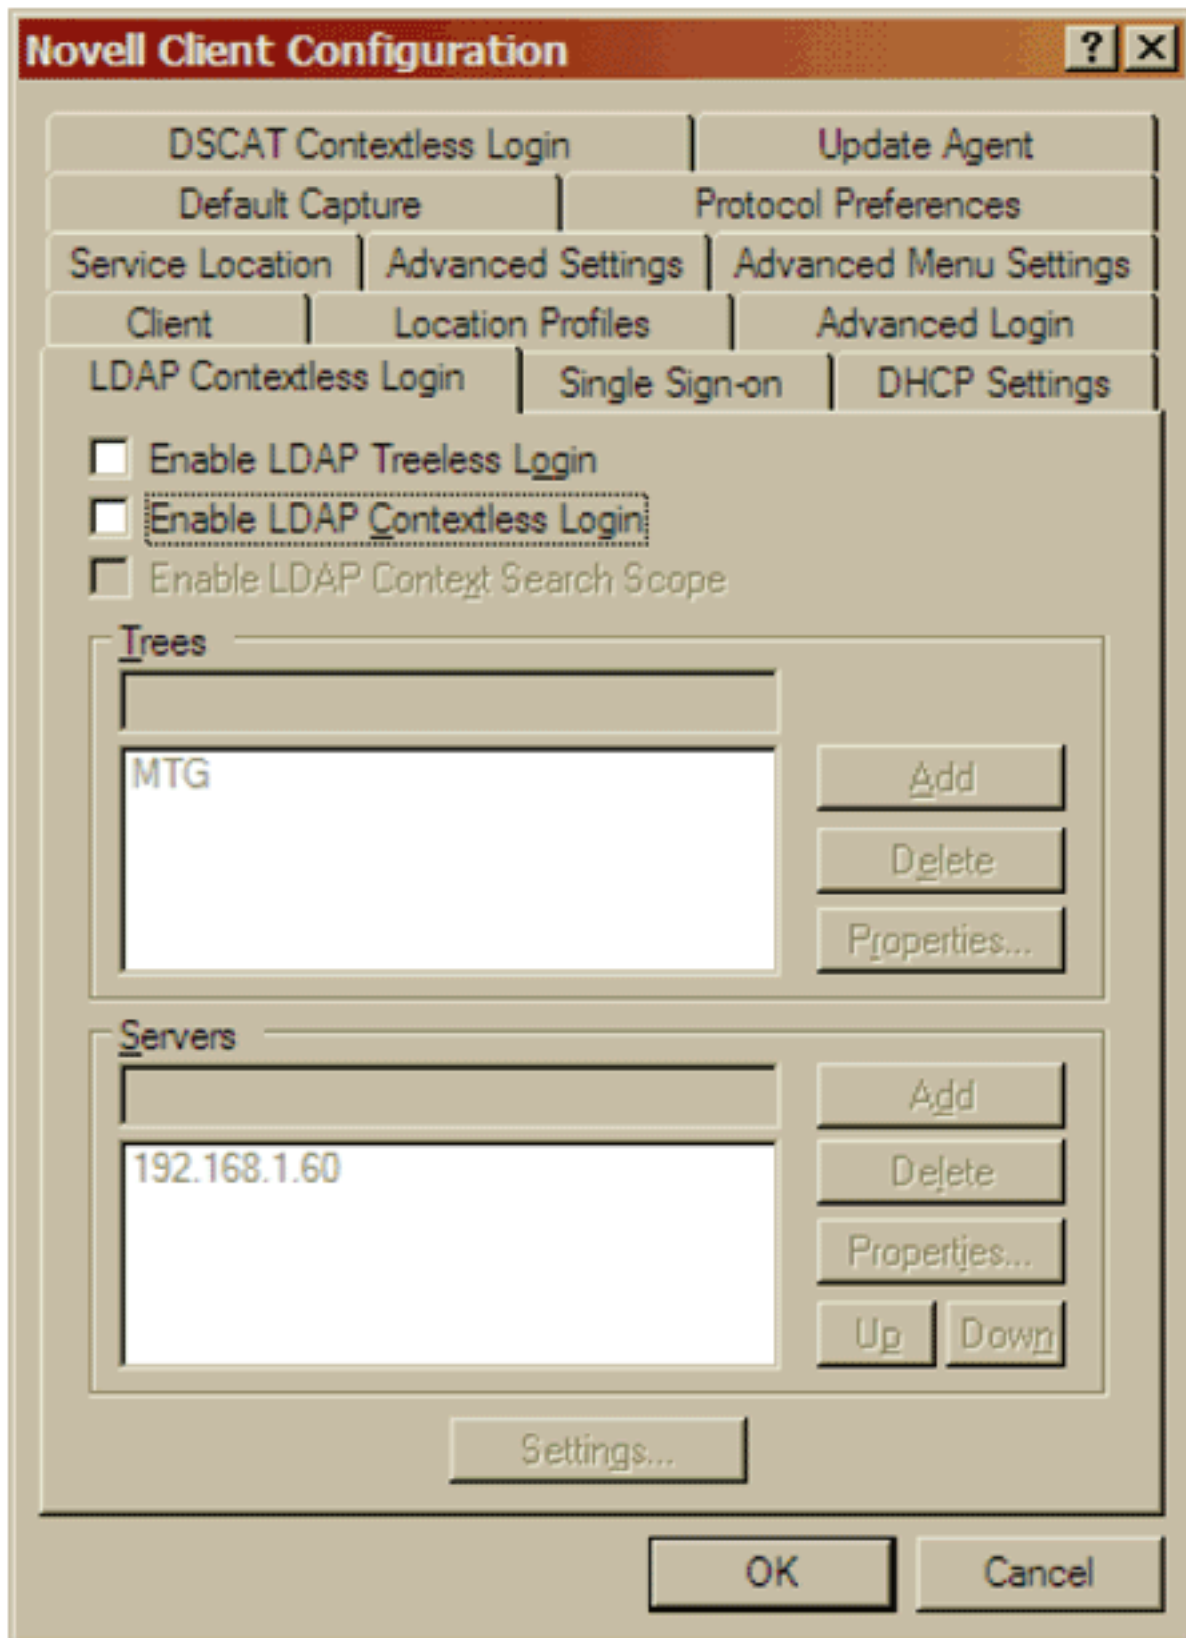 Novell Client Configuration
DSCAT Contextless Login Update Agent
Default Capture Protocol Preferences
Service Location Advanced Settings Advanced Menu Settings
Client Location Profiles Advanced Login
LDAP Contextless Login Single Sign-on DHCP Settings
Enable LDAP Treeless Login
Enable LDAP Contextless Login
Enable LDAP Context Search Scope
Trees
MTG
Add
Delete
Properties...
Servers
Add
192.168.1.60
Delete
Properties...
Up Down
Settings...
OK Cancel